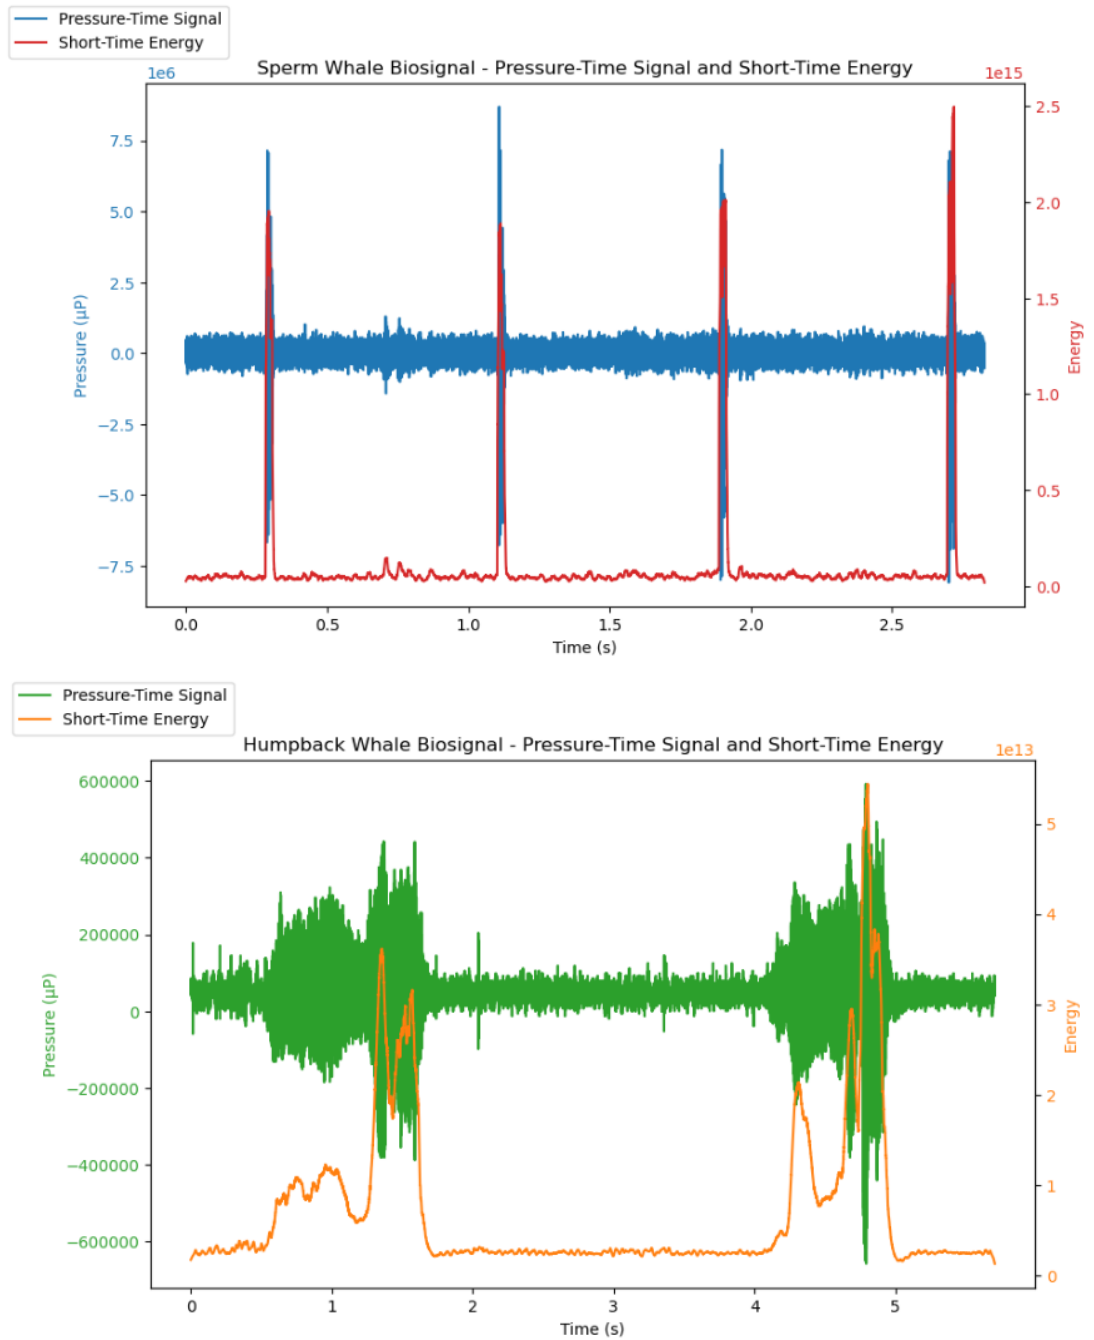 Pressure-Time Signal
Short-Time Energy
Sperm Whale Biosignal - Pressure-Time Signal and Short-Time Energy
1e6
1e15
7.5
5.0
2.5
0.0
−2.5
−5.0
−7.5
Pressure (μP)
2.5
2.0
1.5
1.0
0.5
0.0
Energy
0.0
0.5
1.0
1.5
2.0
2.5
Time (s)
Pressure-Time Signal
Short-Time Energy
Humpback Whale Biosignal - Pressure-Time Signal and Short-Time Energy
1e13
600000
400000
200000
0
−200000
−400000
−600000
Pressure (μP)
5
4
3
2
1
0
Energy
0
1
2
3
4
5
Time (s)